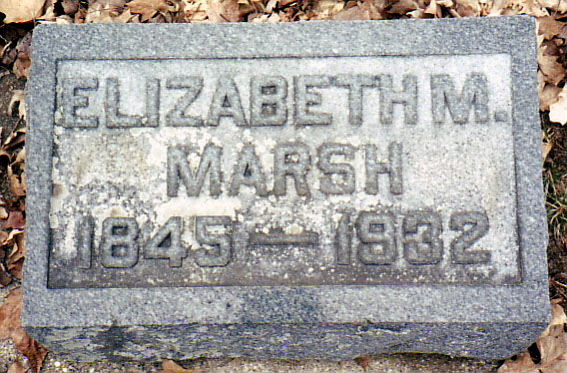 ELIZABETH M.
MARSH
1845 — 1932